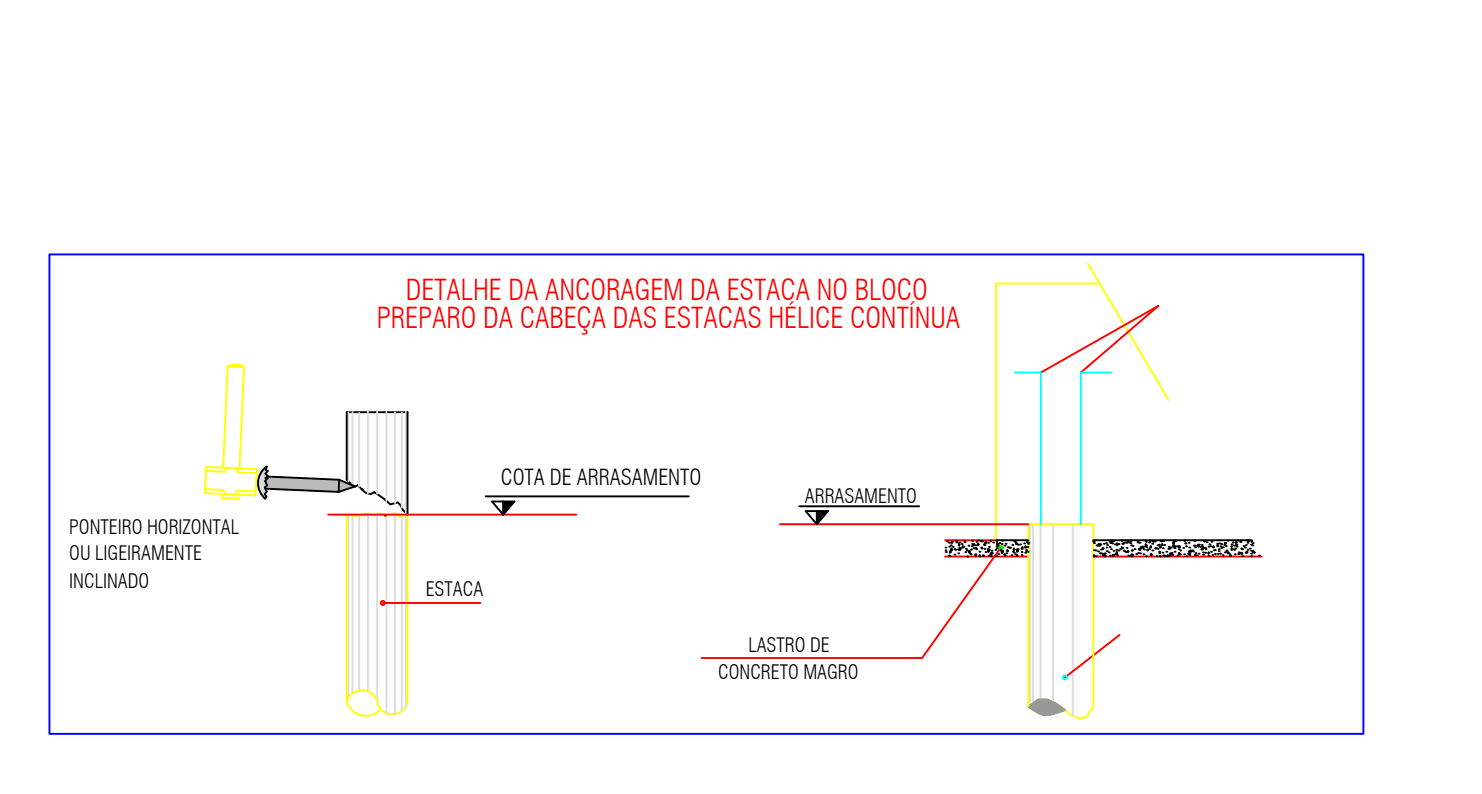 DETALHE DA ANCORAGEM DA ESTACA NO BLOCO
PREPARO DA CABEÇA DAS ESTACAS HÉLICE CONTÍNUA
COTA DE ARRASAMENTO
ARRASAMENTO
PONTEIRO HORIZONTAL
OU LIGEIRAMENTE
INCLINADO
ESTACA
LASTRO DE
CONCRETO MAGRO